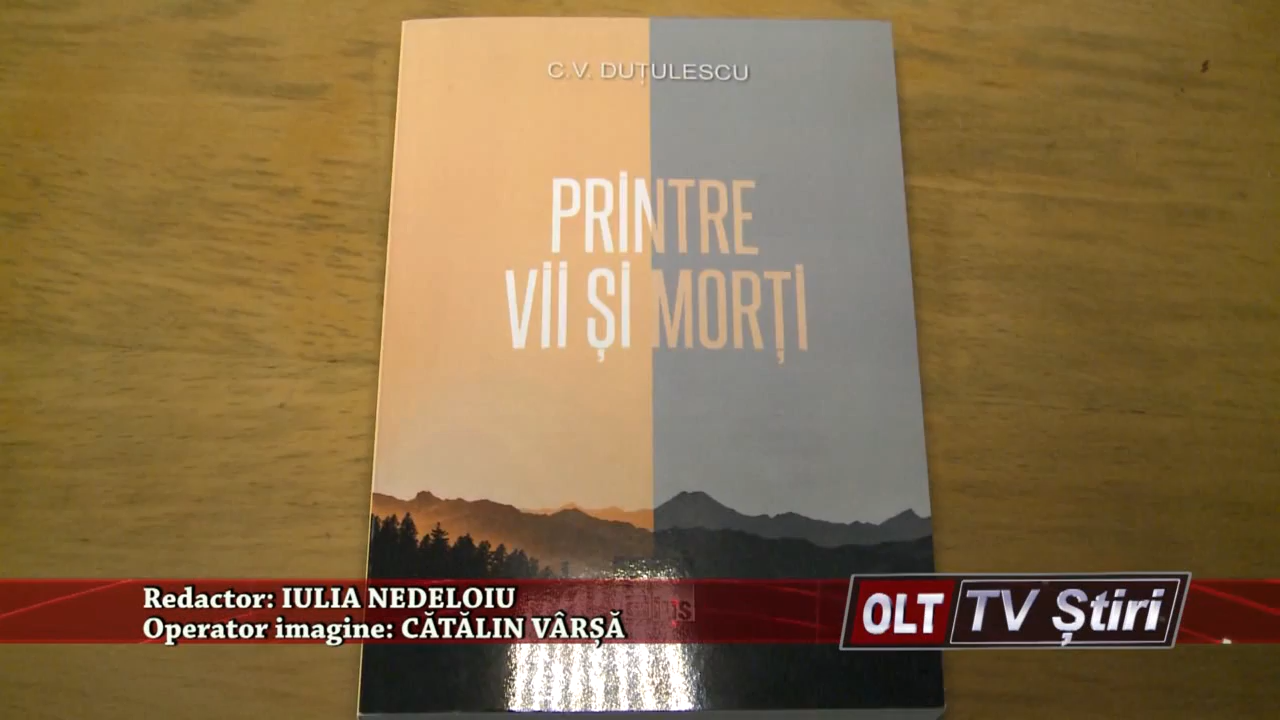 C.V. DUȚULESCU
PRINTRE
VII ȘI MORȚI
Redactor: IULIA NEDELOIU
Operator imagine: CĂTĂLIN VÂRȘĂ
OLT TV Știri